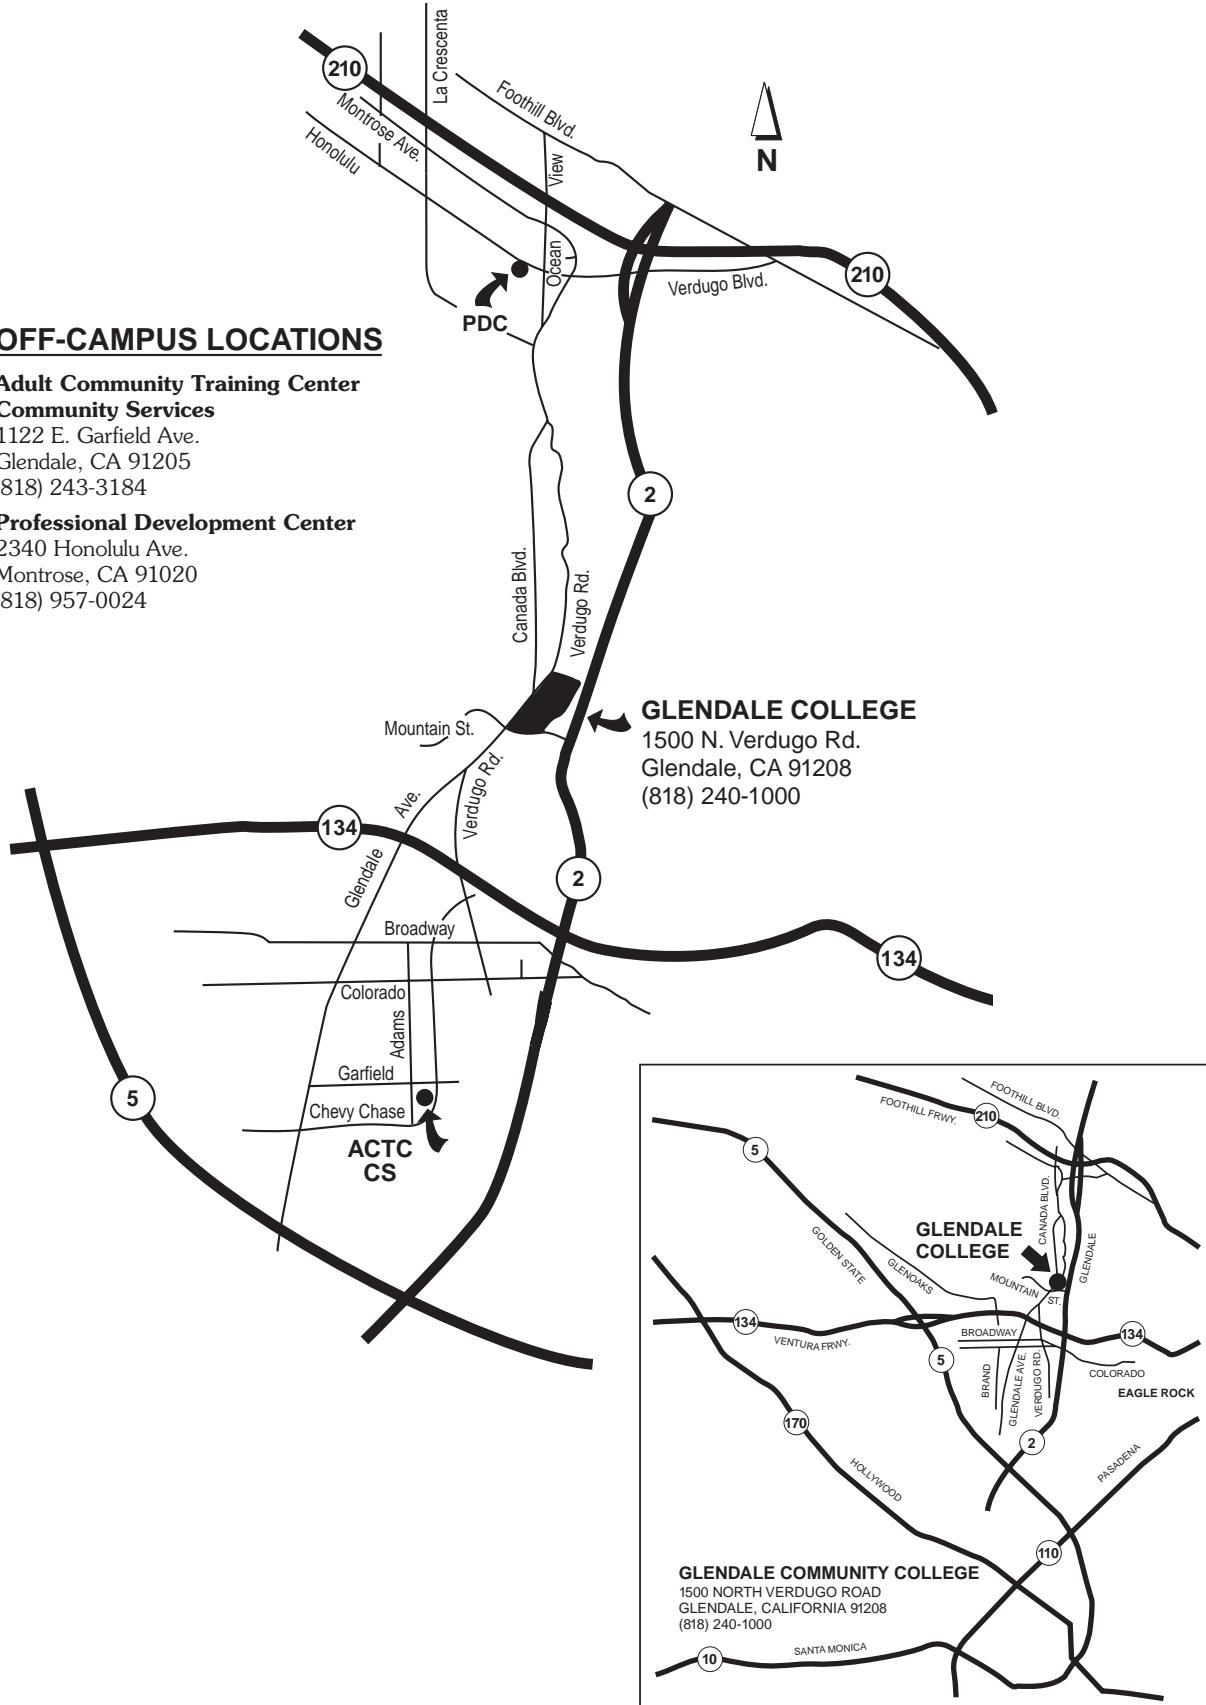 210
La Crescenta
Foothill Blvd.
Montrose Ave.
Honolulu
View
Ocean
N
210
Verdugo Blvd.
PDC
OFF-CAMPUS LOCATIONS
Adult Community Training Center
Community Services
1122 E. Garfield Ave.
Glendale, CA 91205
(818) 243-3184
Professional Development Center
2340 Honolulu Ave.
Montrose, CA 91020
(818) 957-0024
2
Canada Blvd.
Verdugo Rd.
GLENDALE COLLEGE
1500 N. Verdugo Rd.
Glendale, CA 91208
(818) 240-1000
Mountain St.
Verdugo Rd.
Ave.
Glendale
134
2
Broadway
134
Colorado
Adams
Garfield
Chevy Chase
5
ACTC
CS
FOOTHILL BLVD.
FOOTHILL FRWY.
210
5
CANADA BLVD.
GLENDALE
COLLEGE
GLENDALE
GOLDEN STATE
GLENOAKS
MOUNTAIN
ST.
134
VENTURA FRWY.
BROADWAY
134
5
BRAND
GLENDALE AVE.
VERDUGO RD.
COLORADO
EAGLE ROCK
170
2
HOLLYWOOD
PASADENA
110
GLENDALE COMMUNITY COLLEGE
1500 NORTH VERDUGO ROAD
GLENDALE, CALIFORNIA 91208
(818) 240-1000
10
SANTA MONICA